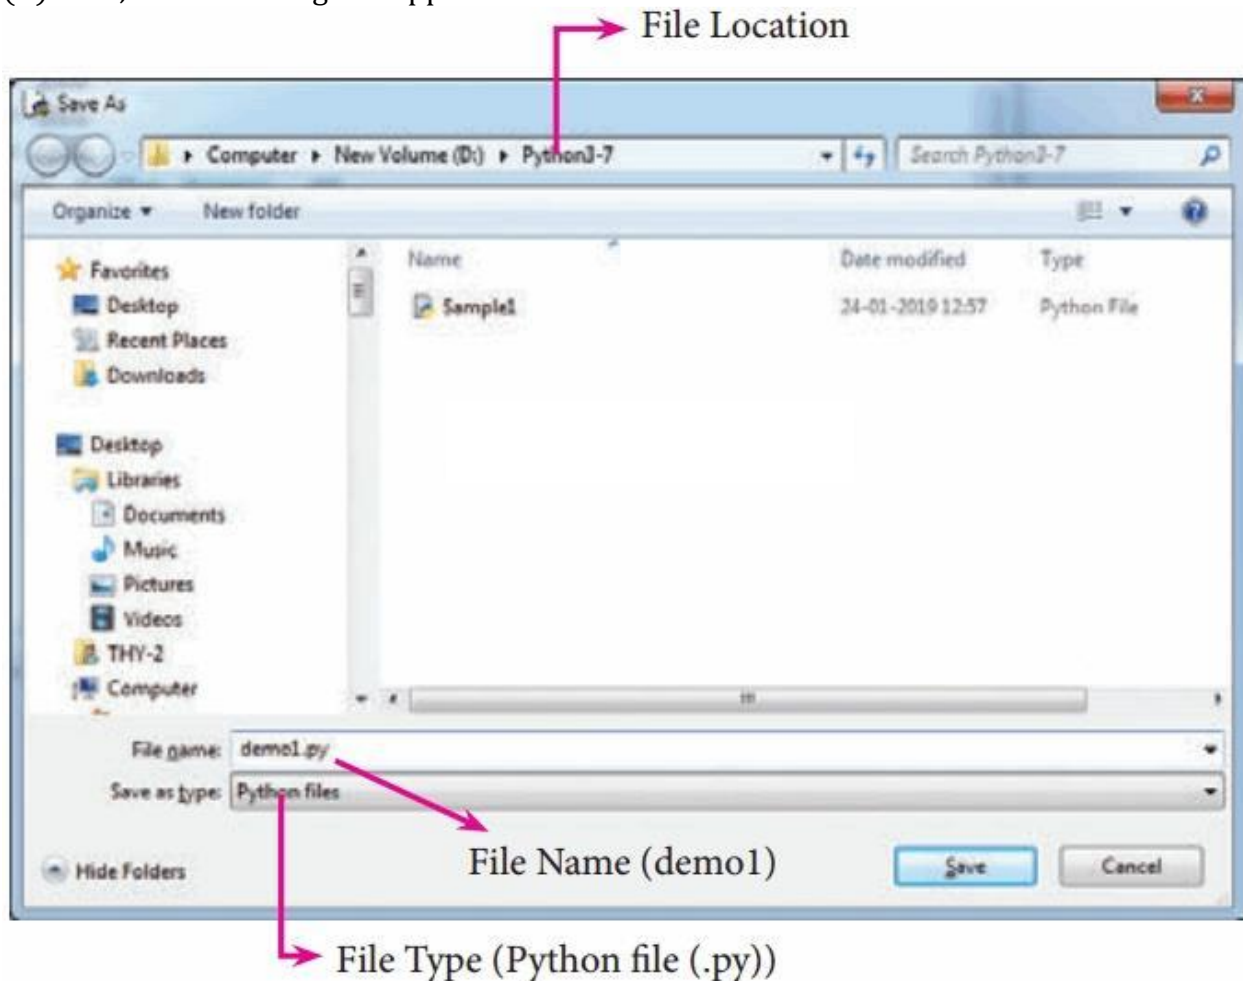 File Location
Save As
Computer ▸ New Volume (D:) ▸ Python3-7
Search Python3-7
Organize
New folder
Name
Date modified
Type
Favorites
Desktop
Recent Places
Downloads
Sample1
24-01-2019 12:57
Python File
Desktop
Libraries
Documents
Music
Pictures
Videos
THY-2
Computer
File name: demo1.py
Save as type: Python files
File Name (demo1)
Hide Folders
Save
Cancel
File Type (Python file (.py))